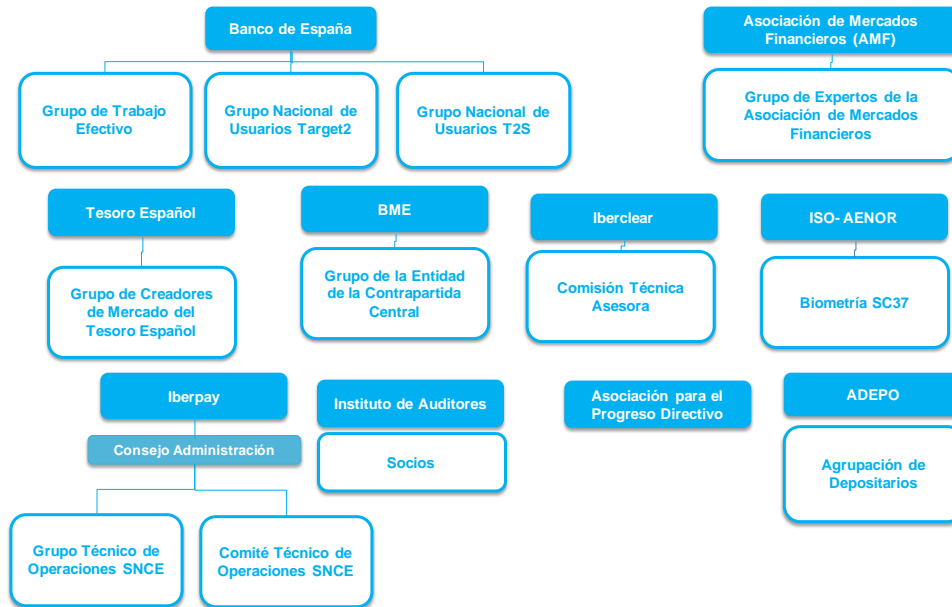 Banco de España
Asociación de Mercados
Financieros (AMF)
Grupo de Trabajo
Efectivo
Grupo Nacional de
Usuarios Target2
Grupo Nacional de
Usuarios T2S
Grupo de Expertos de la
Asociación de Mercados
Financieros
Tesoro Español
BME
Iberclear
ISO- AENOR
Grupo de Creadores
de Mercado del
Tesoro Español
Grupo de la Entidad
de la Contrapartida
Central
Comisión Técnica
Asesora
Biometría SC37
Iberpay
Instituto de Auditores
Asociación para el
Progreso Directivo
ADEPO
Consejo Administración
Socios
Agrupación de
Depositarios
Grupo Técnico de
Operaciones SNCE
Comité Técnico de
Operaciones SNCE